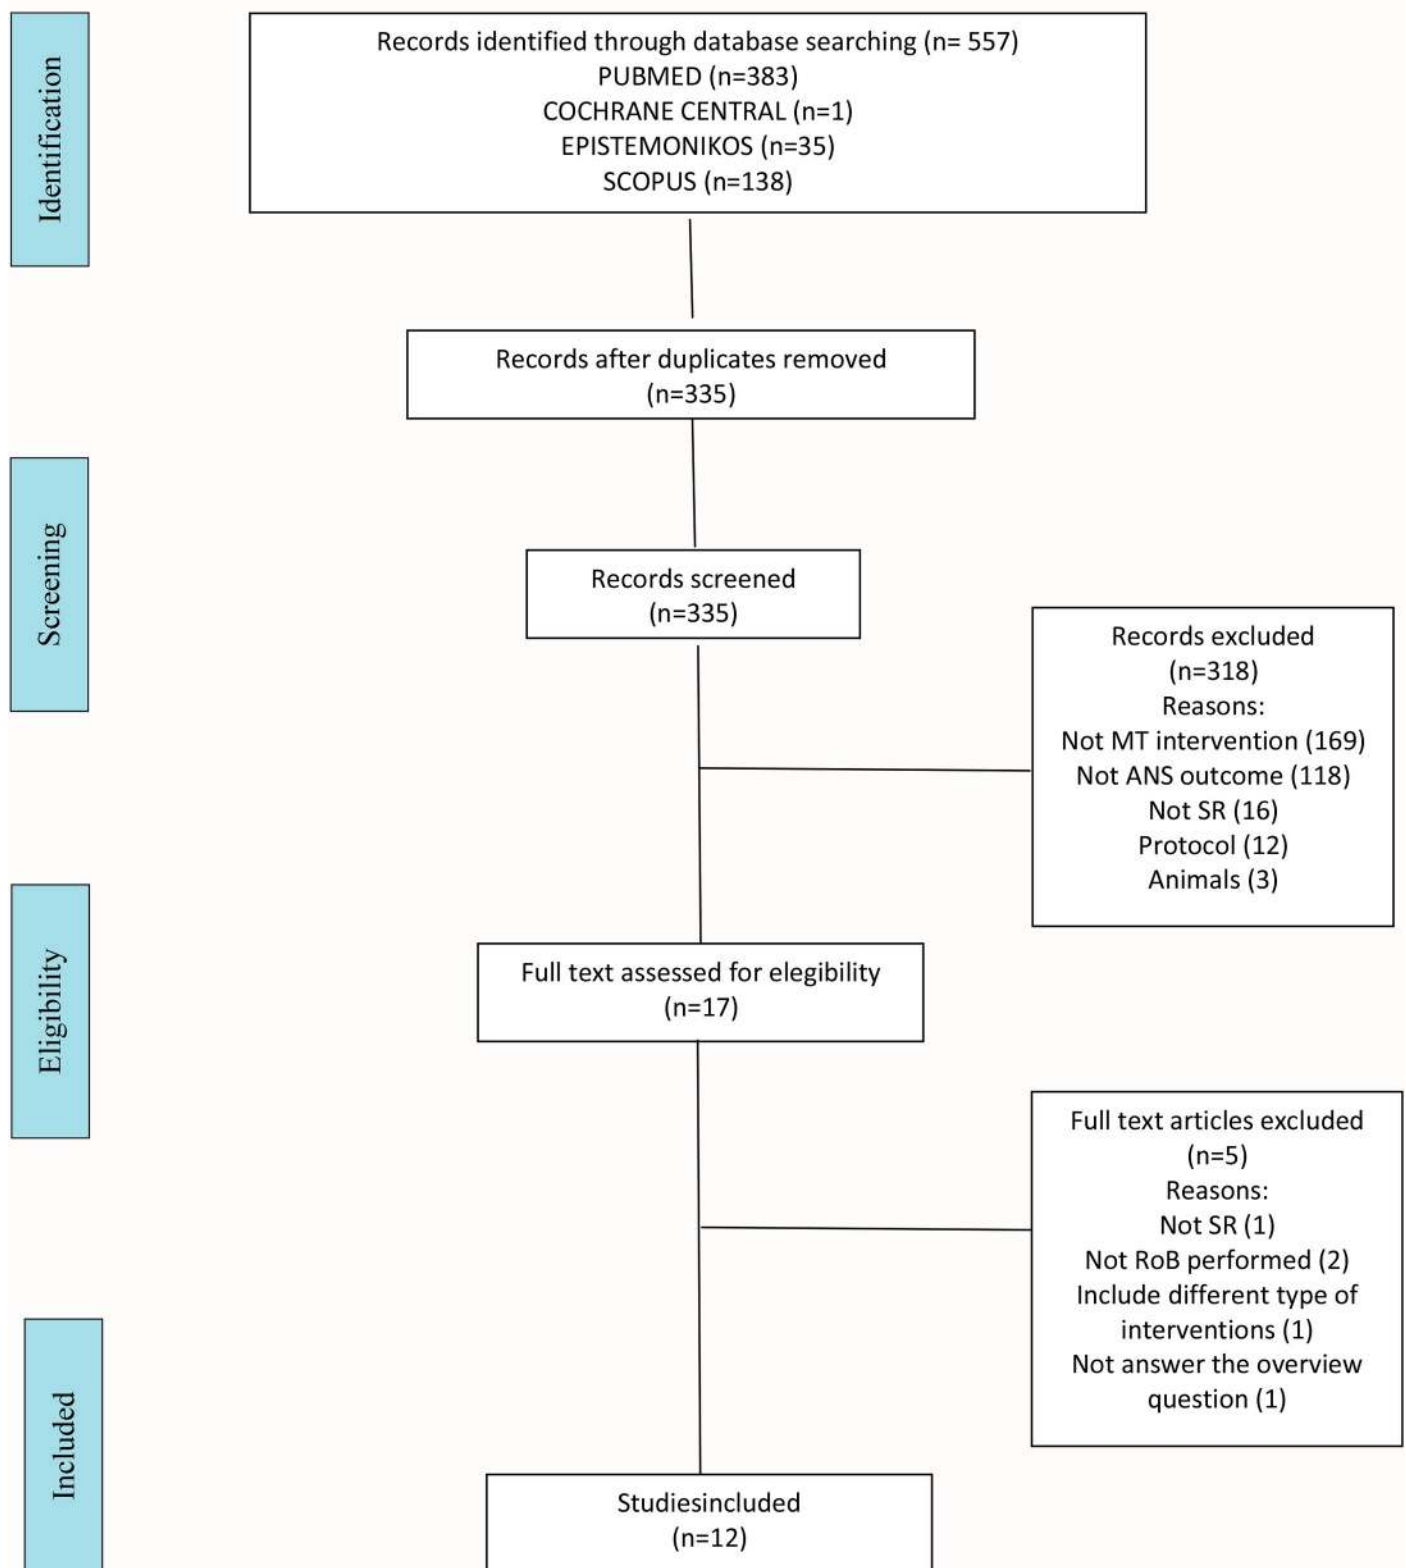 Identification
Records identified through database searching (n= 557)
PUBMED (n=383)
COCHRANE CENTRAL (n=1)
EPISTEMONIKOS (n=35)
SCOPUS (n=138)
Records after duplicates removed
(n=335)
Screening
Records screened
(n=335)
Records excluded
(n=318)
Reasons:
Not MT intervention (169)
Not ANS outcome (118)
Not SR (16)
Protocol (12)
Animals (3)
Eligibility
Full text assessed for elegibility
(n=17)
Full text articles excluded
(n=5)
Reasons:
Not SR (1)
Not RoB performed (2)
Include different type of
interventions (1)
Not answer the overview
question (1)
Included
Studiesincluded
(n=12)